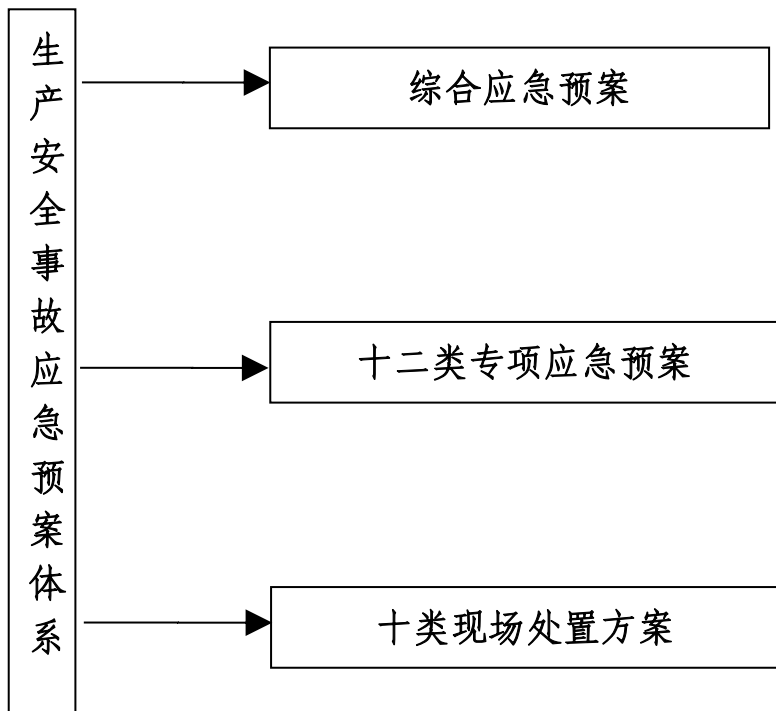 生产安全事故应急预案体系
综合应急预案
十二类专项应急预案
十类现场处置方案